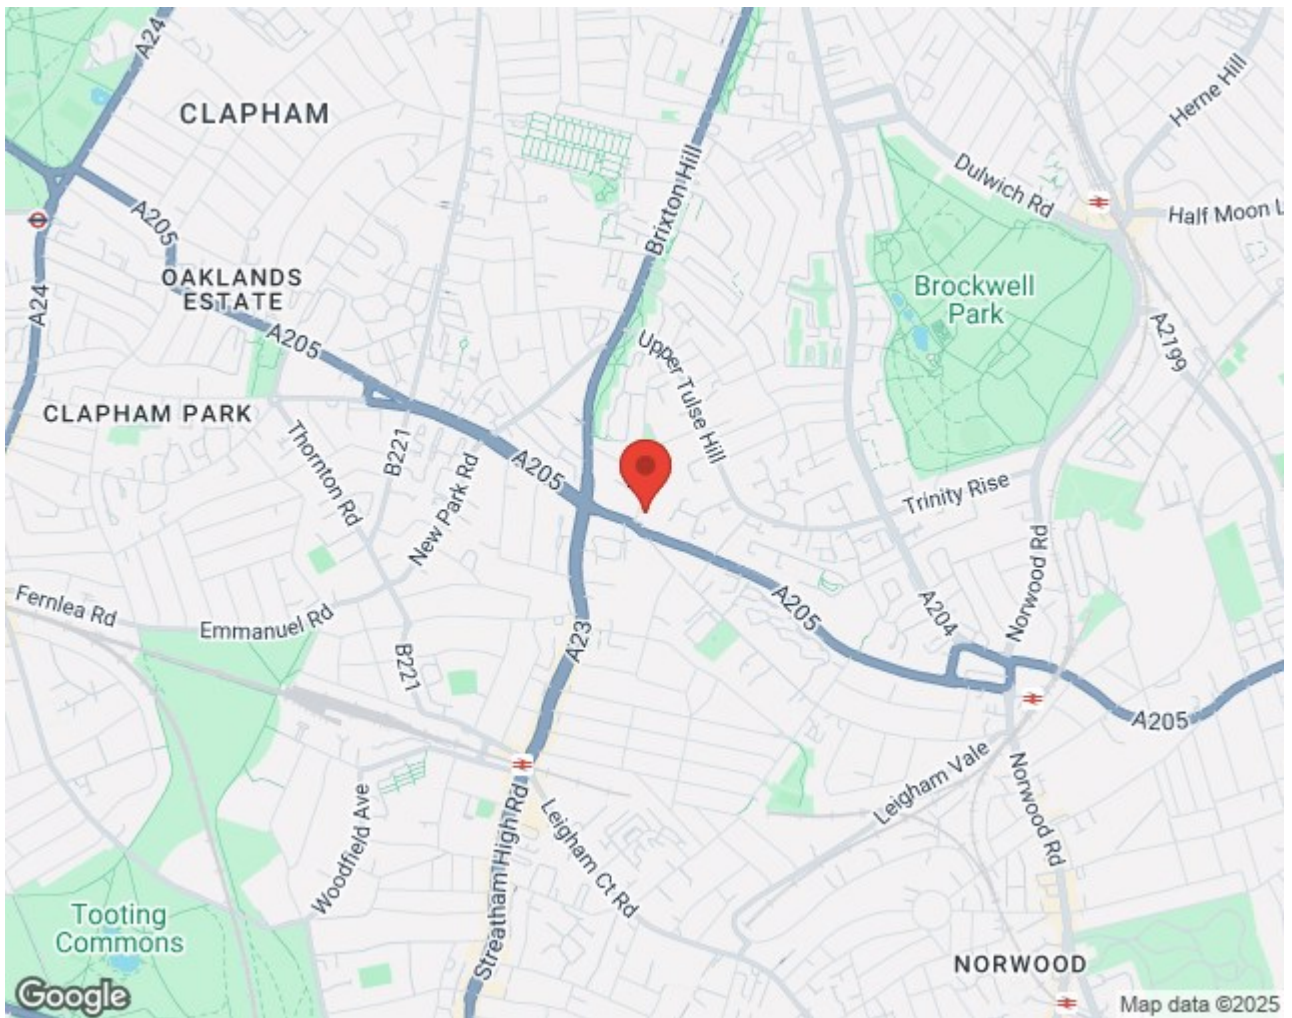 A24
CLAPHAM
Herne Hill
Dulwich Rd
Brixton Hill
A205
Half Moon L
OAKLANDS
ESTATE
Brockwell
Park
A24
A205
A2199
Upper Tulse Hill
CLAPHAM PARK
Thornton Rd
B221
New Park Rd
A205
Trinity Rise
Norwood Rd
Fernlea Rd
Emmanuel Rd
A205
A204
A23
B221
A205
Leigham Vale
Norwood Rd
Woodfield Ave
Streatham High Rd
Leigham Ct Rd
Tooting
Commons
NORWOOD
Google
Map data ©2025